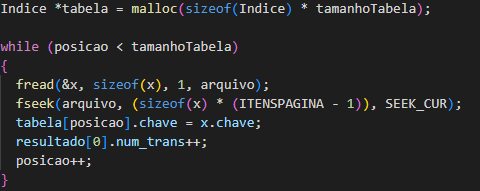 Indice *tabela = malloc(sizeof(Indice) * tamanhoTabela);
while (posicao < tamanhoTabela)
{
fread(&x, sizeof(x), 1, arquivo);
fseek(arquivo, (sizeof(x) * (ITENSPAGINA - 1)), SEEK_CUR);
tabela[posicao].chave = x.chave;
resultado[0].num_trans++;
posicao++;
}